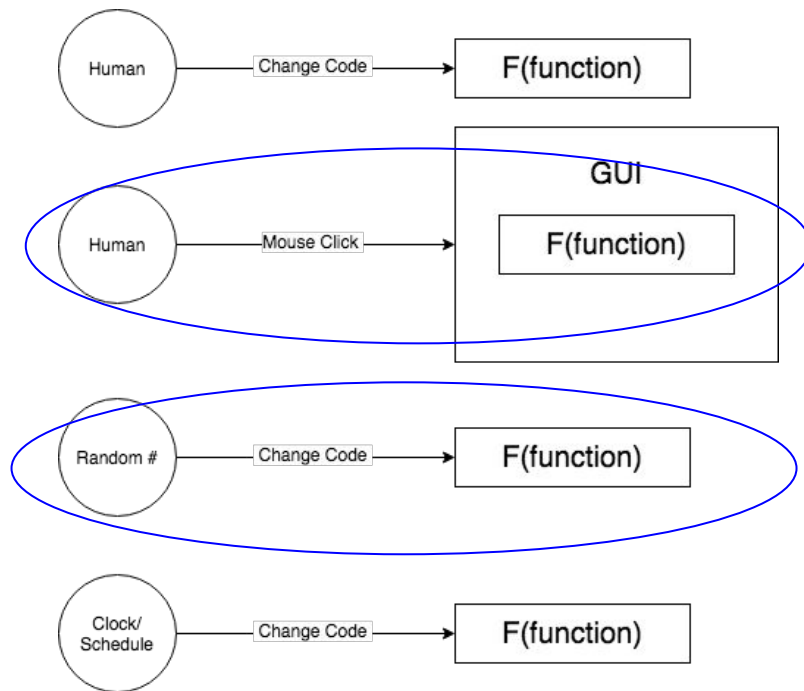 Human
Change Code
F(function)
GUI
Human
Mouse Click
F(function)
Random #
Change Code
F(function)
Clock/
Schedule
Change Code
F(function)